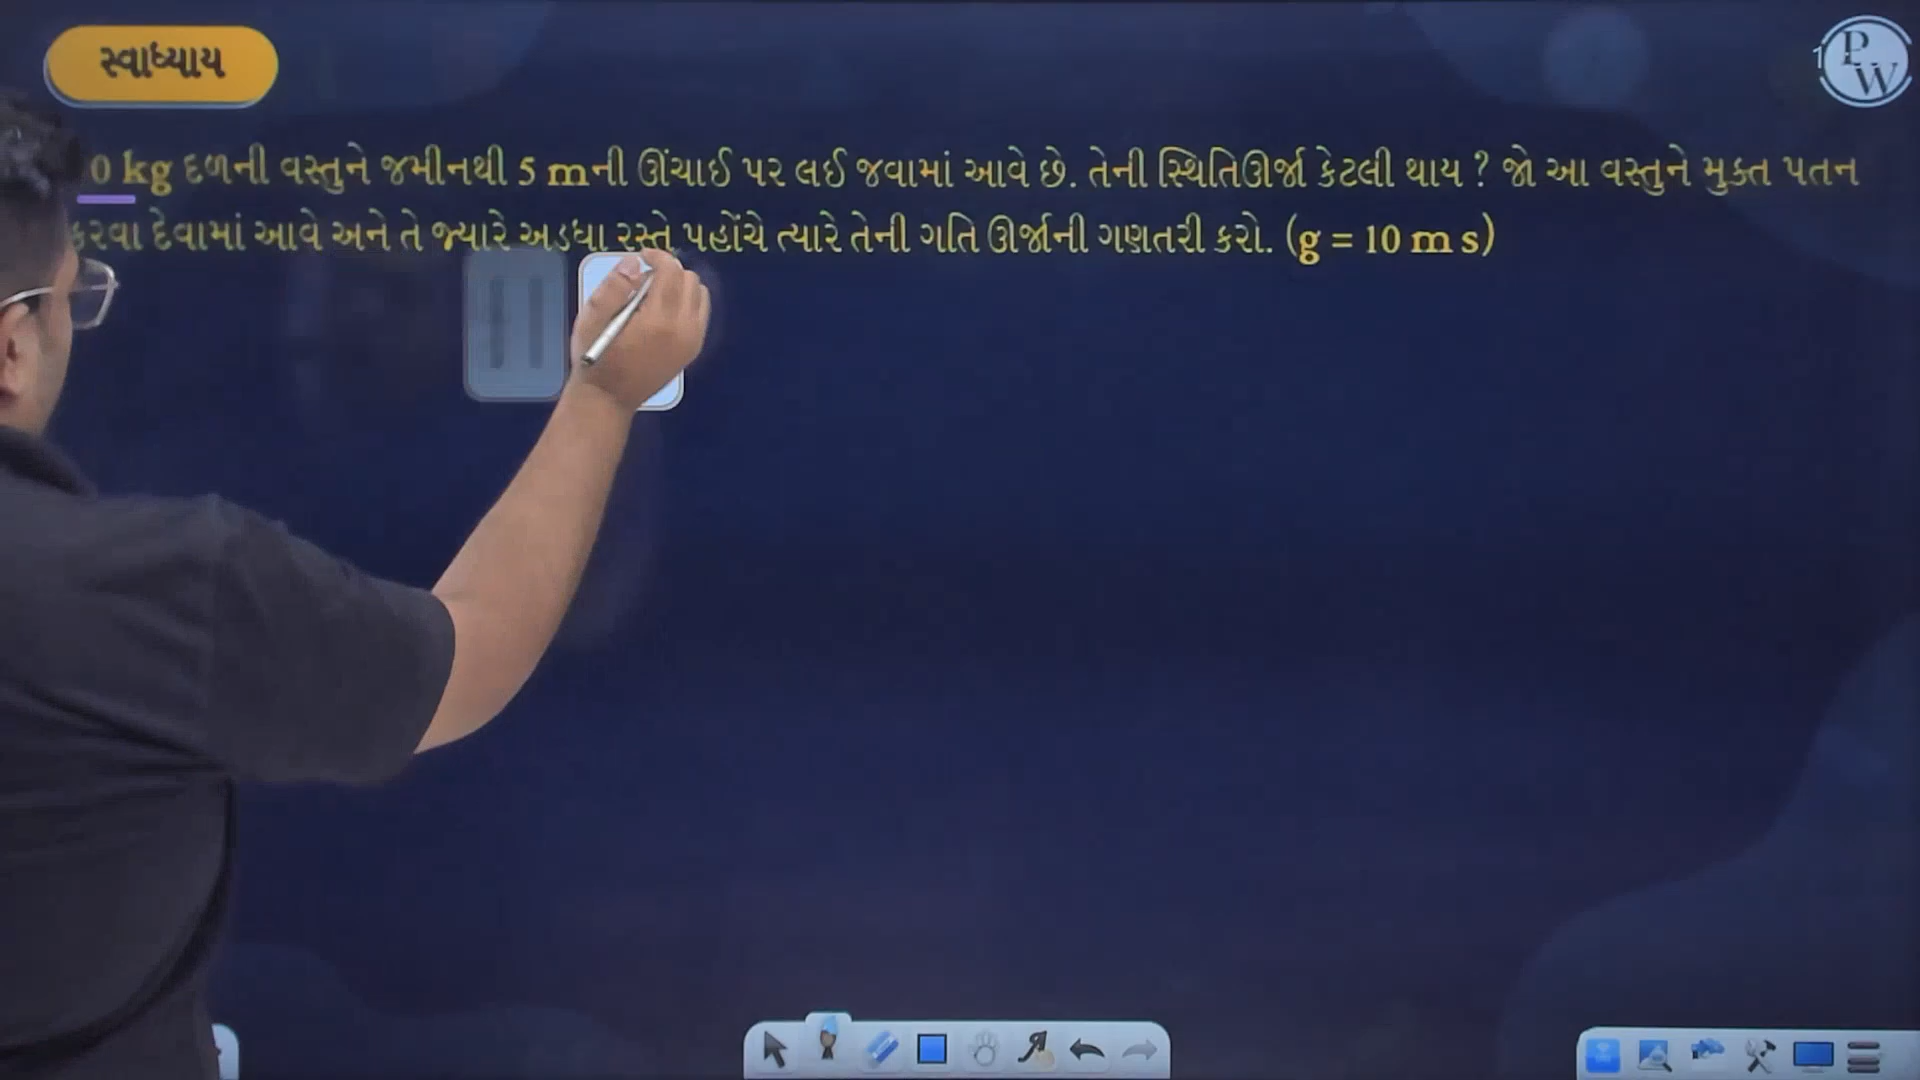 સ્વાધ્યાય
PW
0 kg દળની વસ્તુને જમીનથી 5 mની ઊંચાઈ પર લઈ જવામાં આવે છે. તેની સ્થિતિઊર્જા કેટલી થાય ? જો આ વસ્તુને મુક્ત પતન
કરવા દેવામાં આવે અને તે જ્યારે અડધા રસ્તે પહોંચે ત્યારે તેની ગતિ ઊર્જાની ગણતરી કરો. (g = 10 m s)